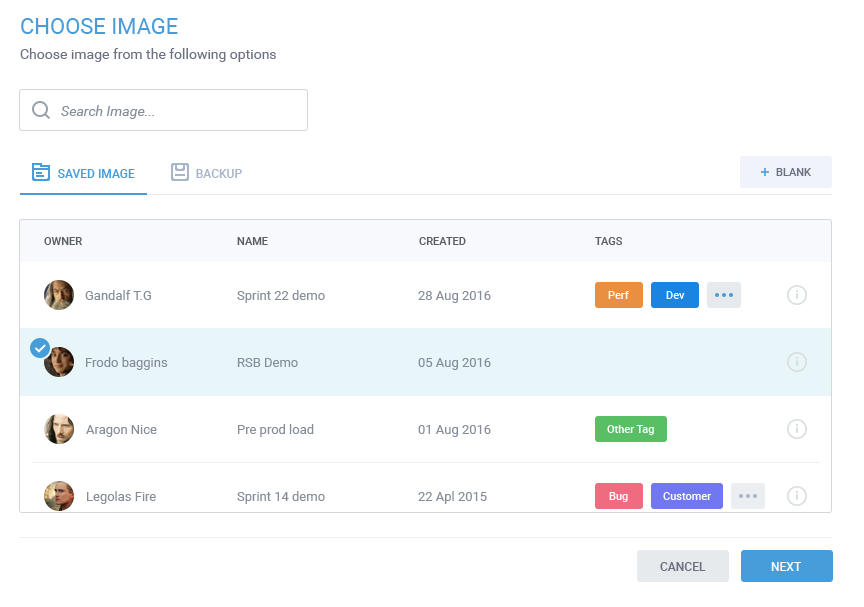 CHOOSE IMAGE
Choose image from the following options
Search Image...
SAVED IMAGE
BACKUP
+ BLANK
OWNER NAME CREATED TAGS
Gandalf T.G Sprint 22 demo 28 Aug 2016 Perf Dev
Frodo baggins RSB Demo 05 Aug 2016
Aragon Nice Pre prod load 01 Aug 2016 Other Tag
Legolas Fire Sprint 14 demo 22 Apl 2015 Bug Customer
CANCEL NEXT